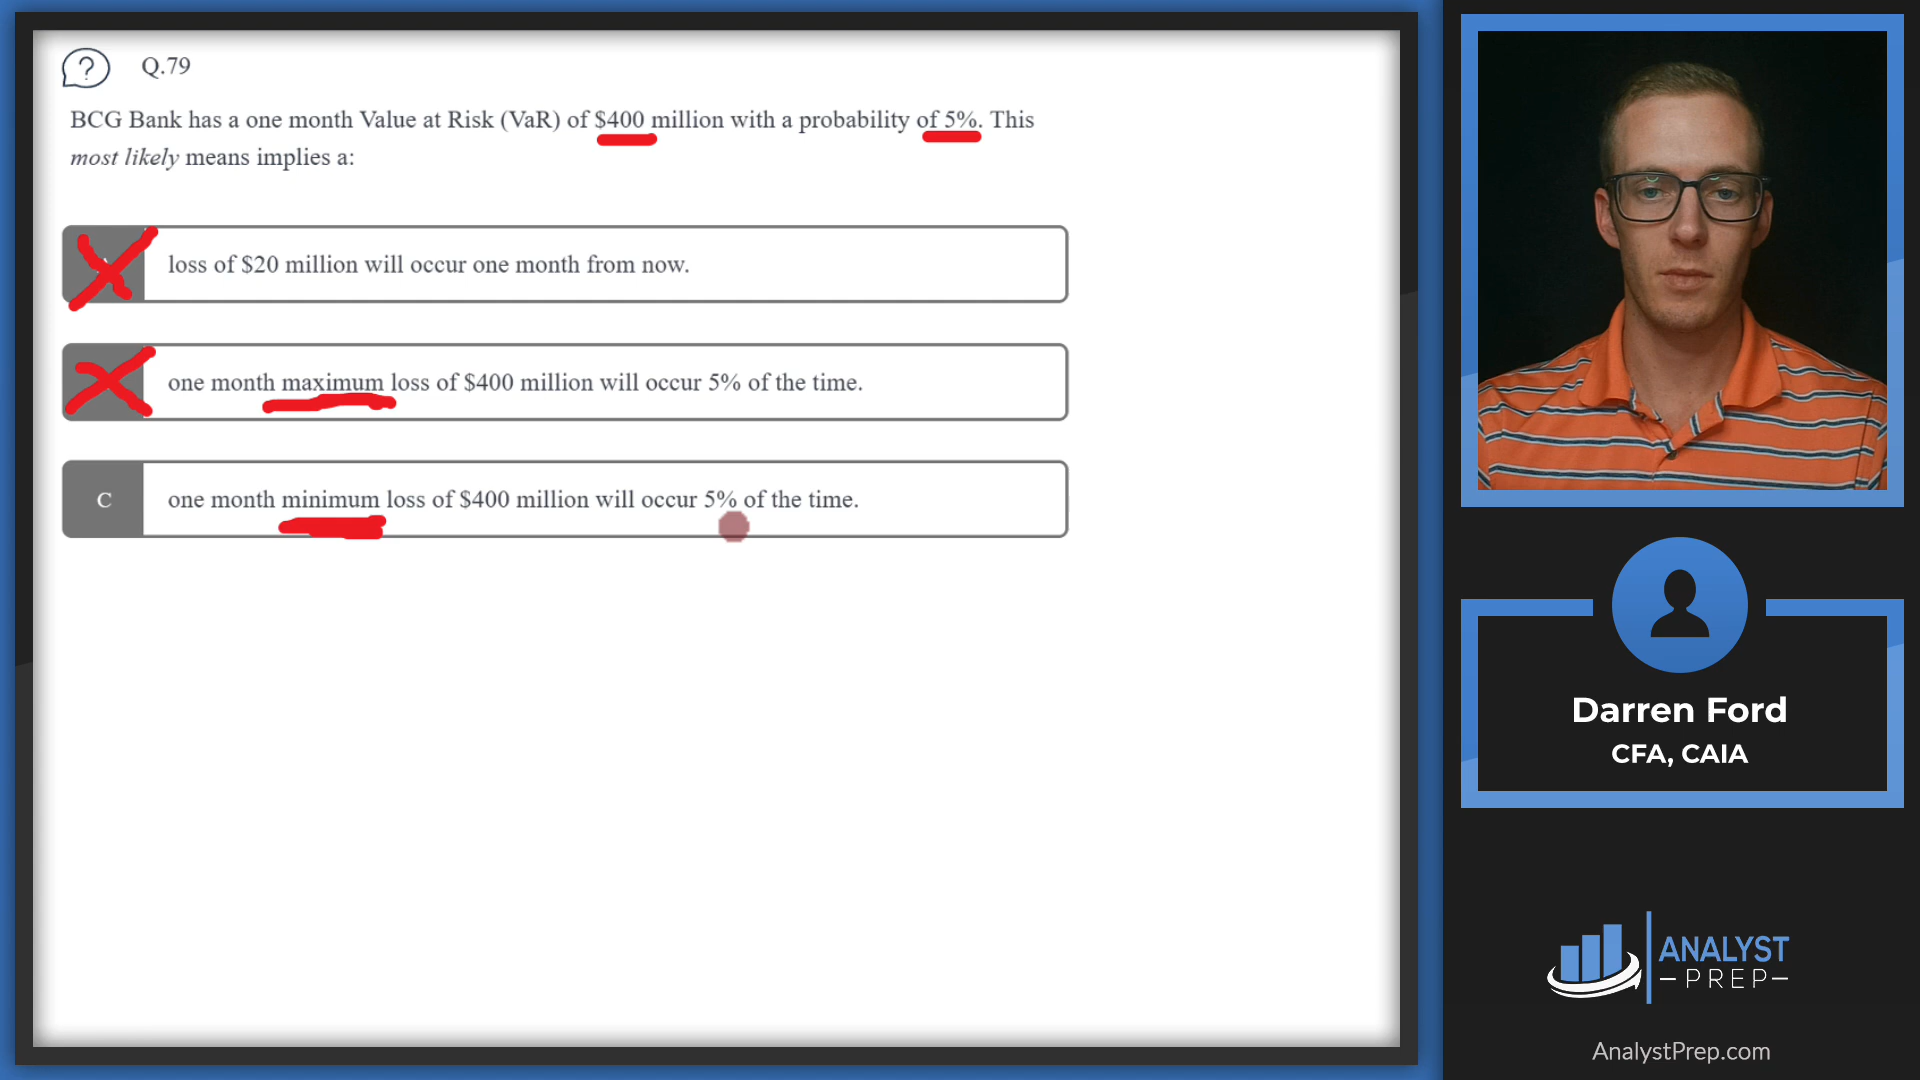 ?
Q.79
BCG Bank has a one month Value at Risk (VaR) of $400 million with a probability of 5%. This
most likely means implies a:
loss of $20 million will occur one month from now.
one month maximum loss of $400 million will occur 5% of the time.
C
one month minimum loss of $400 million will occur 5% of the time.
Darren Ford
CFA, CAIA
ANALYST
PREP
AnalystPrep.com